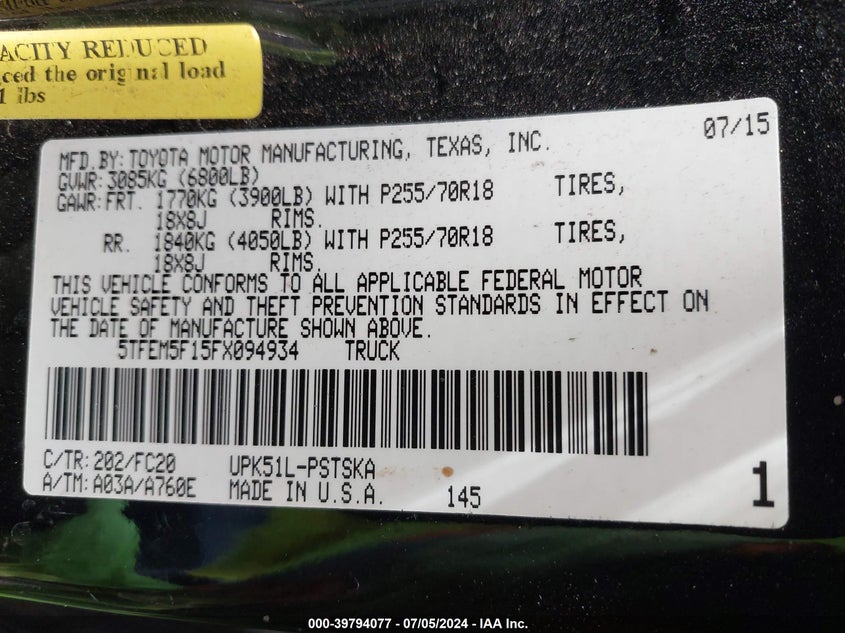 ACITY REDUCED
ced the original load
1 lbs
07/15
MFD.BY:TOYOTA MOTOR MANUFACTURING, TEXAS, INC.
GVWR:3085KG (6800LB)
GAWR:FRT. 1770KG (3900LB) WITH P255/70R18 TIRES,
18X8J RIMS.
RR. 1840KG (4050LB) WITH P255/70R18 TIRES,
18X8J RIMS.
THIS VEHICLE CONFORMS TO ALL APPLICABLE FEDERAL MOTOR
VEHICLE SAFETY AND THEFT PREVENTION STANDARDS IN EFFECT ON
THE DATE OF MANUFACTURE SHOWN ABOVE.
5TFEM5F15FX094934 TRUCK
C/TR:202/FC20 UPK51L-PSTSKA
A/TM:A03A/A760E MADE IN U.S.A. 145 1
000-39794077 - 07/05/2024 - IAA Inc.